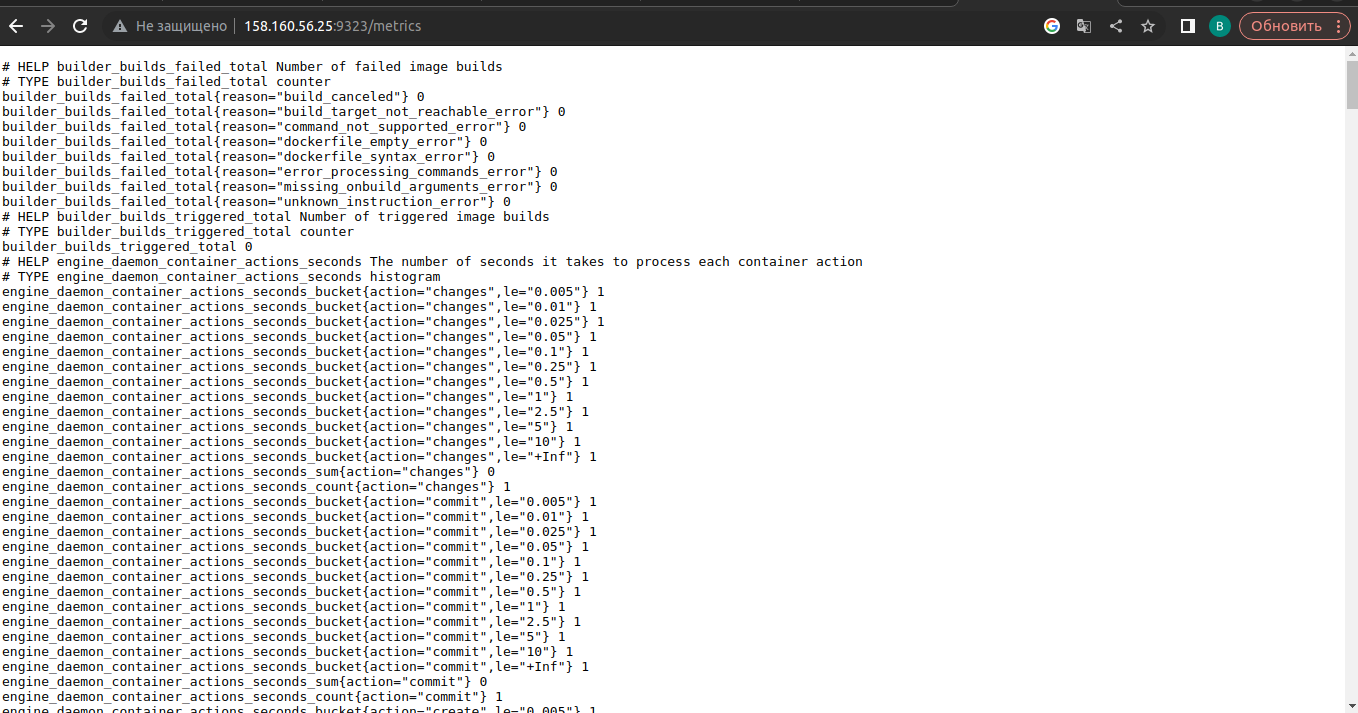 Не защищено
158.160.56.25:9323/metrics
B
Обновить
# HELP builder_builds_failed_total Number of failed image builds
# TYPE builder_builds_failed_total counter
builder_builds_failed_total{reason="build_canceled"} 0
builder_builds_failed_total{reason="build_target_not_reachable_error"} 0
builder_builds_failed_total{reason="command_not_supported_error"} 0
builder_builds_failed_total{reason="dockerfile_empty_error"} 0
builder_builds_failed_total{reason="dockerfile_syntax_error"} 0
builder_builds_failed_total{reason="error_processing_commands_error"} 0
builder_builds_failed_total{reason="missing_onbuild_arguments_error"} 0
builder_builds_failed_total{reason="unknown_instruction_error"} 0
# HELP builder_builds_triggered_total Number of triggered image builds
# TYPE builder_builds_triggered_total counter
builder_builds_triggered_total 0
# HELP engine_daemon_container_actions_seconds The number of seconds it takes to process each container action
# TYPE engine_daemon_container_actions_seconds histogram
engine_daemon_container_actions_seconds_bucket{action="changes",le="0.005"} 1
engine_daemon_container_actions_seconds_bucket{action="changes",le="0.01"} 1
engine_daemon_container_actions_seconds_bucket{action="changes",le="0.025"} 1
engine_daemon_container_actions_seconds_bucket{action="changes",le="0.05"} 1
engine_daemon_container_actions_seconds_bucket{action="changes",le="0.1"} 1
engine_daemon_container_actions_seconds_bucket{action="changes",le="0.25"} 1
engine_daemon_container_actions_seconds_bucket{action="changes",le="0.5"} 1
engine_daemon_container_actions_seconds_bucket{action="changes",le="1"} 1
engine_daemon_container_actions_seconds_bucket{action="changes",le="2.5"} 1
engine_daemon_container_actions_seconds_bucket{action="changes",le="5"} 1
engine_daemon_container_actions_seconds_bucket{action="changes",le="10"} 1
engine_daemon_container_actions_seconds_bucket{action="changes",le="+Inf"} 1
engine_daemon_container_actions_seconds_sum{action="changes"} 0
engine_daemon_container_actions_seconds_count{action="changes"} 1
engine_daemon_container_actions_seconds_bucket{action="commit",le="0.005"} 1
engine_daemon_container_actions_seconds_bucket{action="commit",le="0.01"} 1
engine_daemon_container_actions_seconds_bucket{action="commit",le="0.025"} 1
engine_daemon_container_actions_seconds_bucket{action="commit",le="0.05"} 1
engine_daemon_container_actions_seconds_bucket{action="commit",le="0.1"} 1
engine_daemon_container_actions_seconds_bucket{action="commit",le="0.25"} 1
engine_daemon_container_actions_seconds_bucket{action="commit",le="0.5"} 1
engine_daemon_container_actions_seconds_bucket{action="commit",le="1"} 1
engine_daemon_container_actions_seconds_bucket{action="commit",le="2.5"} 1
engine_daemon_container_actions_seconds_bucket{action="commit",le="5"} 1
engine_daemon_container_actions_seconds_bucket{action="commit",le="10"} 1
engine_daemon_container_actions_seconds_bucket{action="commit",le="+Inf"} 1
engine_daemon_container_actions_seconds_sum{action="commit"} 0
engine_daemon_container_actions_seconds_count{action="commit"} 1
engine_daemon_container_actions_seconds_bucket{action="create",le="0.005"} 1